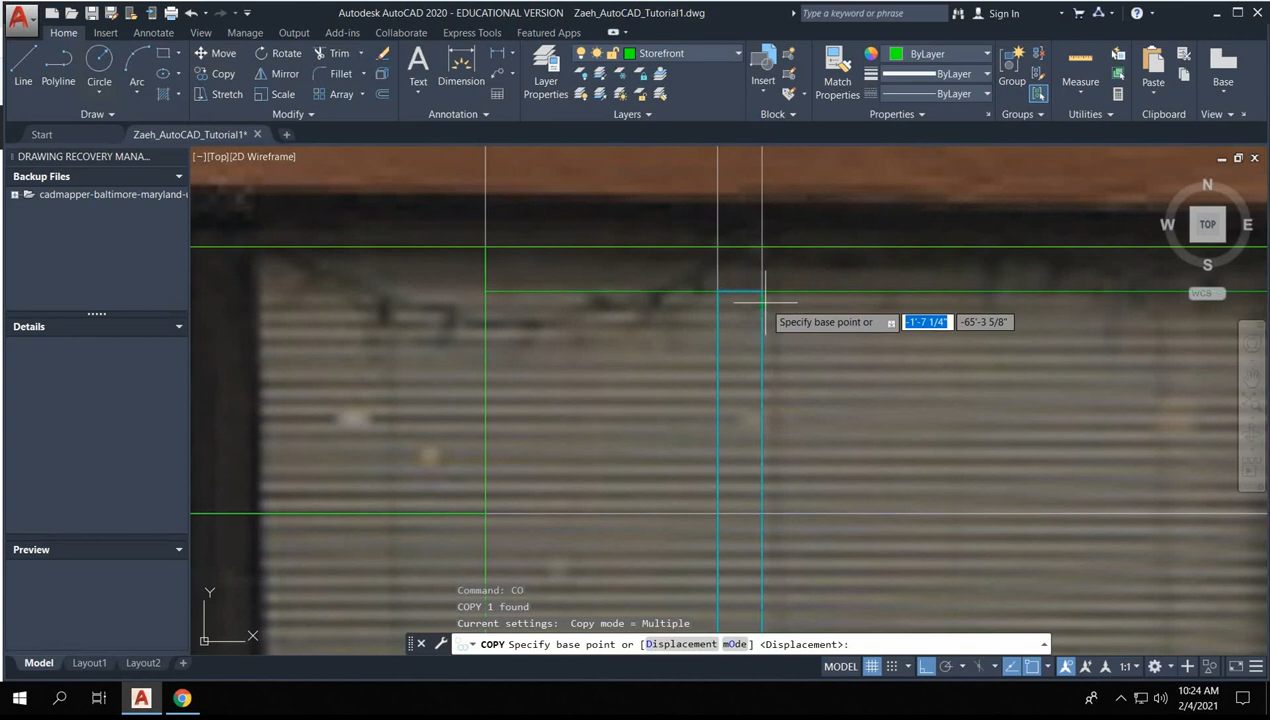 A Autodesk AutoCAD 2020 - EDUCATIONAL VERSION Zaeh_AutoCAD_Tutorial1.dwg Type a keyword or phrase Sign In
Home Insert Annotate View Manage Output Add-ins Collaborate Express Tools Featured Apps
Line Polyline Circle Arc
Move Rotate Trim
Copy Mirror Fillet
Stretch Scale Array
Text Dimension
Layer Properties
Storefront
Insert
Match Properties
ByLayer
ByLayer
ByLayer
Group
Measure
Paste
Base
Draw Modify Annotation Layers Block Properties Groups Utilities Clipboard View
Start Zaeh_AutoCAD_Tutorial1*
DRAWING RECOVERY MANA...
[−][Top][2D Wireframe]
Backup Files
cadmapper-baltimore-maryland-u
N
W TOP E
S
WCS
Specify base point or -1'-7 1/4" -65'-3 5/8"
Details
Preview
Y
X
Command: CO
COPY 1 found
Current settings: Copy mode = Multiple
COPY Specify base point or [Displacement mOde] <Displacement>:
Model Layout1 Layout2
MODEL 1:1
10:24 AM
2/4/2021